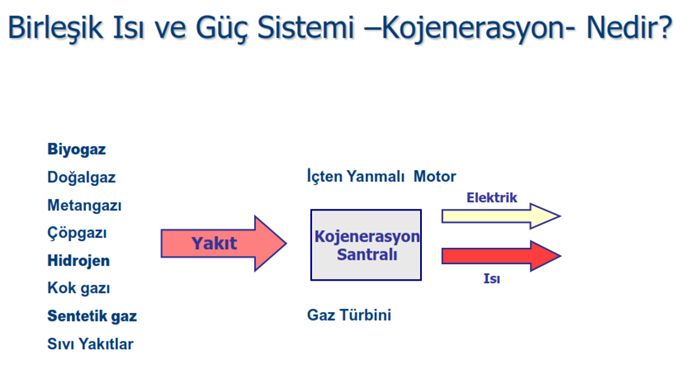 Birleşik Isı ve Güç Sistemi –Kojenerasyon- Nedir?
Biyogaz
Doğalgaz
Metangazı
Çöpgazı
Hidrojen
Kok gazı
Sentetik gaz
Sıvı Yakıtlar
Yakıt
İçten Yanmalı Motor
Kojenerasyon
Santralı
Gaz Türbini
Elektrik
Isı